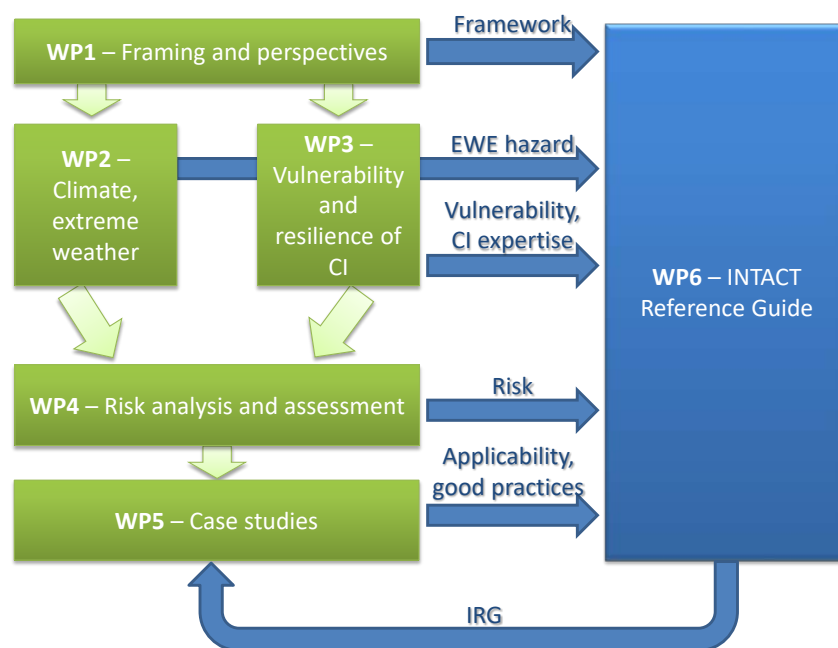 Framework
WP1 – Framing and perspectives
WP2 –
Climate,
extreme
weather
WP3 –
Vulnerability
and
resilience of
CI
EWE hazard
Vulnerability,
CI expertise
WP6 – INTACT
Reference Guide
Risk
WP4 – Risk analysis and assessment
Applicability,
good practices
WP5 – Case studies
IRG